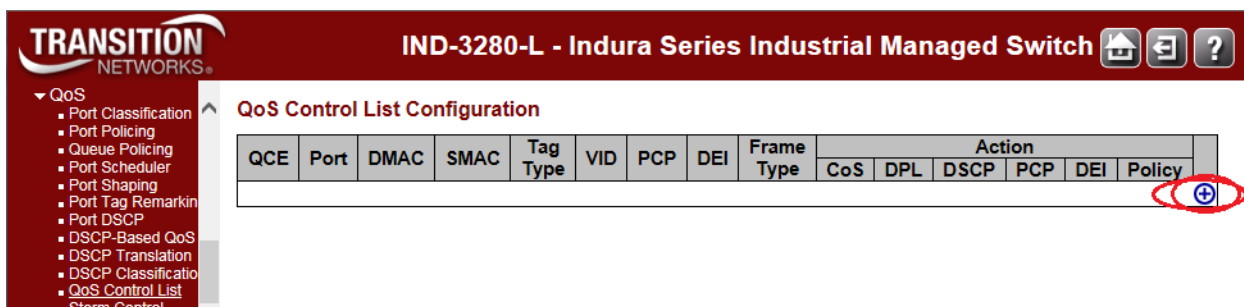 TRANSITION
NETWORKS®
IND-3280-L - Indura Series Industrial Managed Switch ?
QoS
Port Classification
Port Policing
Queue Policing
Port Scheduler
Port Shaping
Port Tag Remarkin
Port DSCP
DSCP-Based QoS
DSCP Translation
DSCP Classificatio
QoS Control List
Storm Control
QoS Control List Configuration
QCE Port DMAC SMAC Tag Type VID PCP DEI Frame Type Action
CoS DPL DSCP PCP DEI Policy